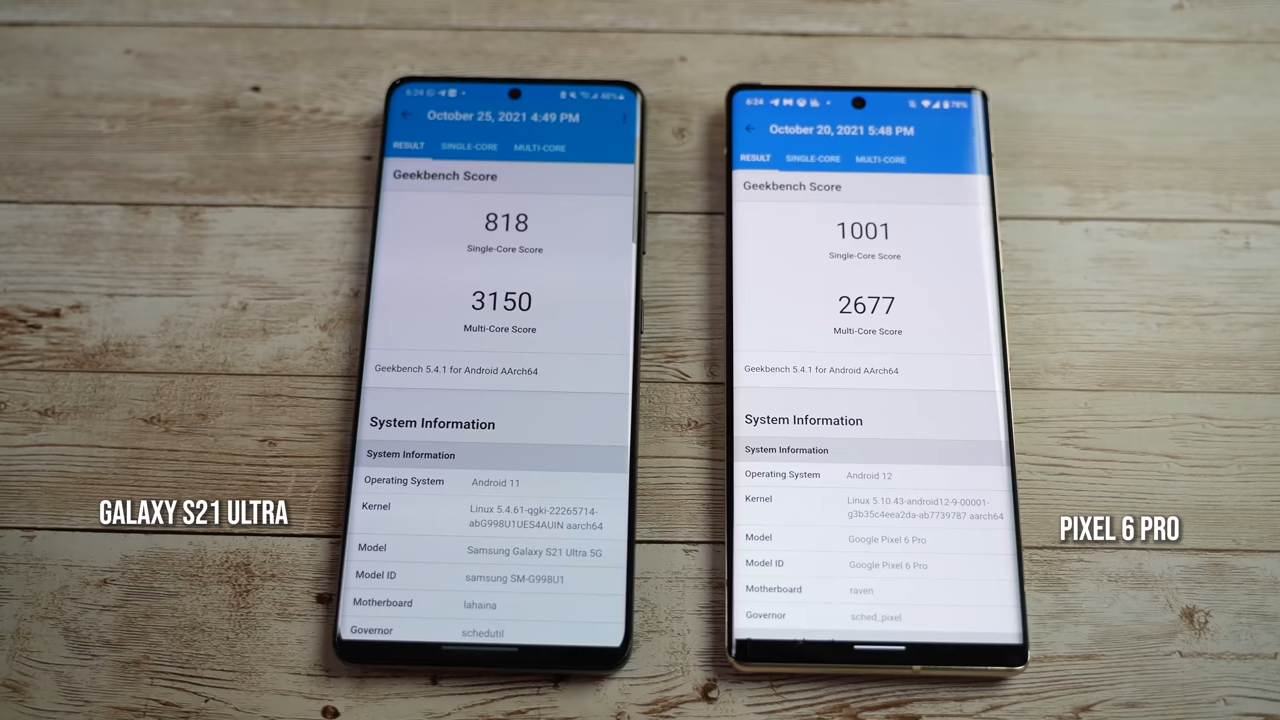 6:24
48%
October 25, 2021 4:49 PM
RESULT SINGLE-CORE MULTI-CORE
Geekbench Score
818
Single-Core Score
3150
Multi-Core Score
Geekbench 5.4.1 for Android AArch64
System Information
System Information
Operating System Android 11
Kernel Linux 5.4.61-qgki-22265714-
abG998U1UES4AUIN aarch64
Model Samsung Galaxy S21 Ultra 5G
Model ID samsung SM-G998U1
Motherboard lahaina
Governor schedutil
GALAXY S21 ULTRA
6:24
78%
October 20, 2021 5:48 PM
RESULT SINGLE-CORE MULTI-CORE
Geekbench Score
1001
Single-Core Score
2677
Multi-Core Score
Geekbench 5.4.1 for Android AArch64
System Information
System Information
Operating System Android 12
Kernel Linux 5.10.43-android12-9-00001-
g3b35c4eea2da-ab7739787 aarch64
Model Google Pixel 6 Pro
Model ID Google Pixel 6 Pro
Motherboard raven
Governor sched_pixel
PIXEL 6 PRO